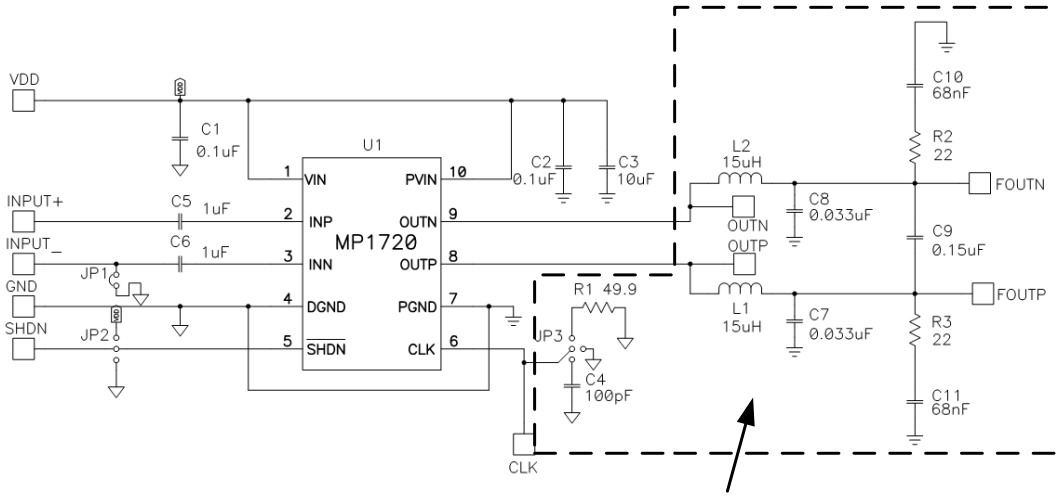 VDD
VDD
C1
0.1uF
U1
C2
0.1uF
C3
10uF
1
VIN
PVIN
10
INPUT+
C5
1uF
2
INP
OUTN
9
MP1720
INPUT_
C6
1uF
3
INN
OUTP
8
JP1
GND
4
DGND
PGND
7
VDD
SHDN
JP2
5
SHDN
CLK
6
CLK
R1 49.9
JP3
C4
100pF
L2
15uH
OUTN
OUTP
L1
15uH
C8
0.033uF
C7
0.033uF
C10
68nF
R2
22
FOUTN
C9
0.15uF
FOUTP
R3
22
C11
68nF